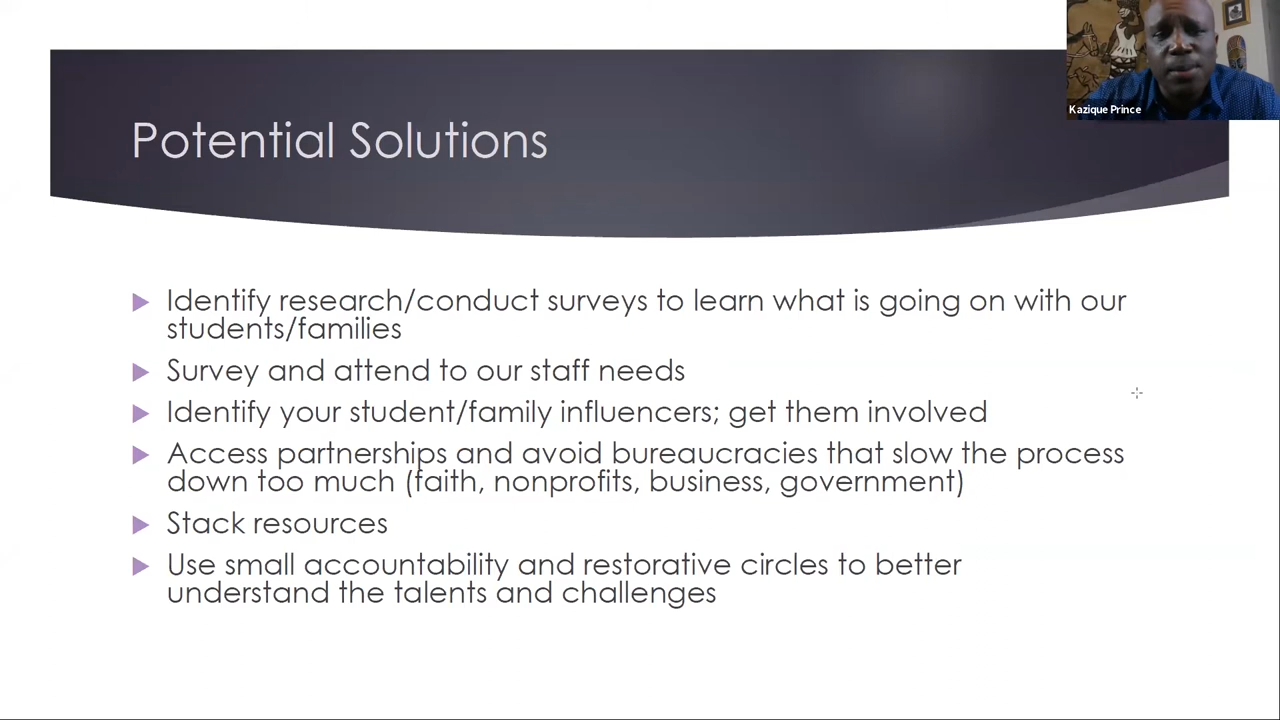 Kazique Prince
Potential Solutions
Identify research/conduct surveys to learn what is going on with our
students/families
Survey and attend to our staff needs
Identify your student/family influencers; get them involved
Access partnerships and avoid bureaucracies that slow the process
down too much (faith, nonprofits, business, government)
Stack resources
Use small accountability and restorative circles to better
understand the talents and challenges